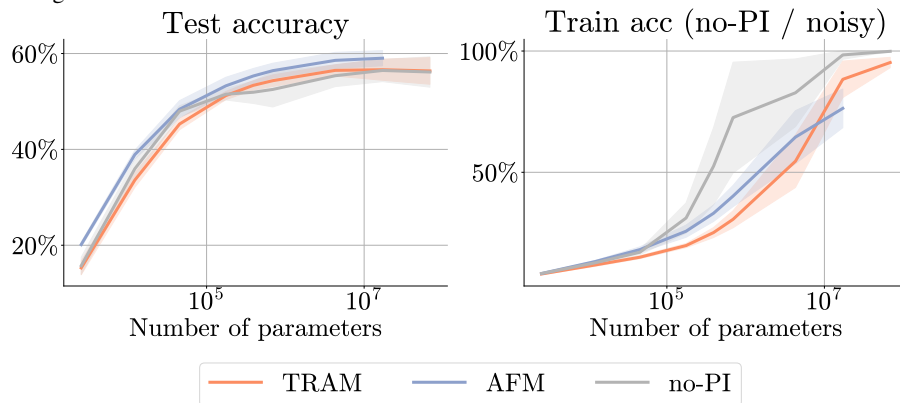 Test accuracy
60%
40%
20%
10^5
10^7
Number of parameters
Train acc (no-PI / noisy)
100%
50%
10^5
10^7
Number of parameters
TRAM
AFM
no-PI